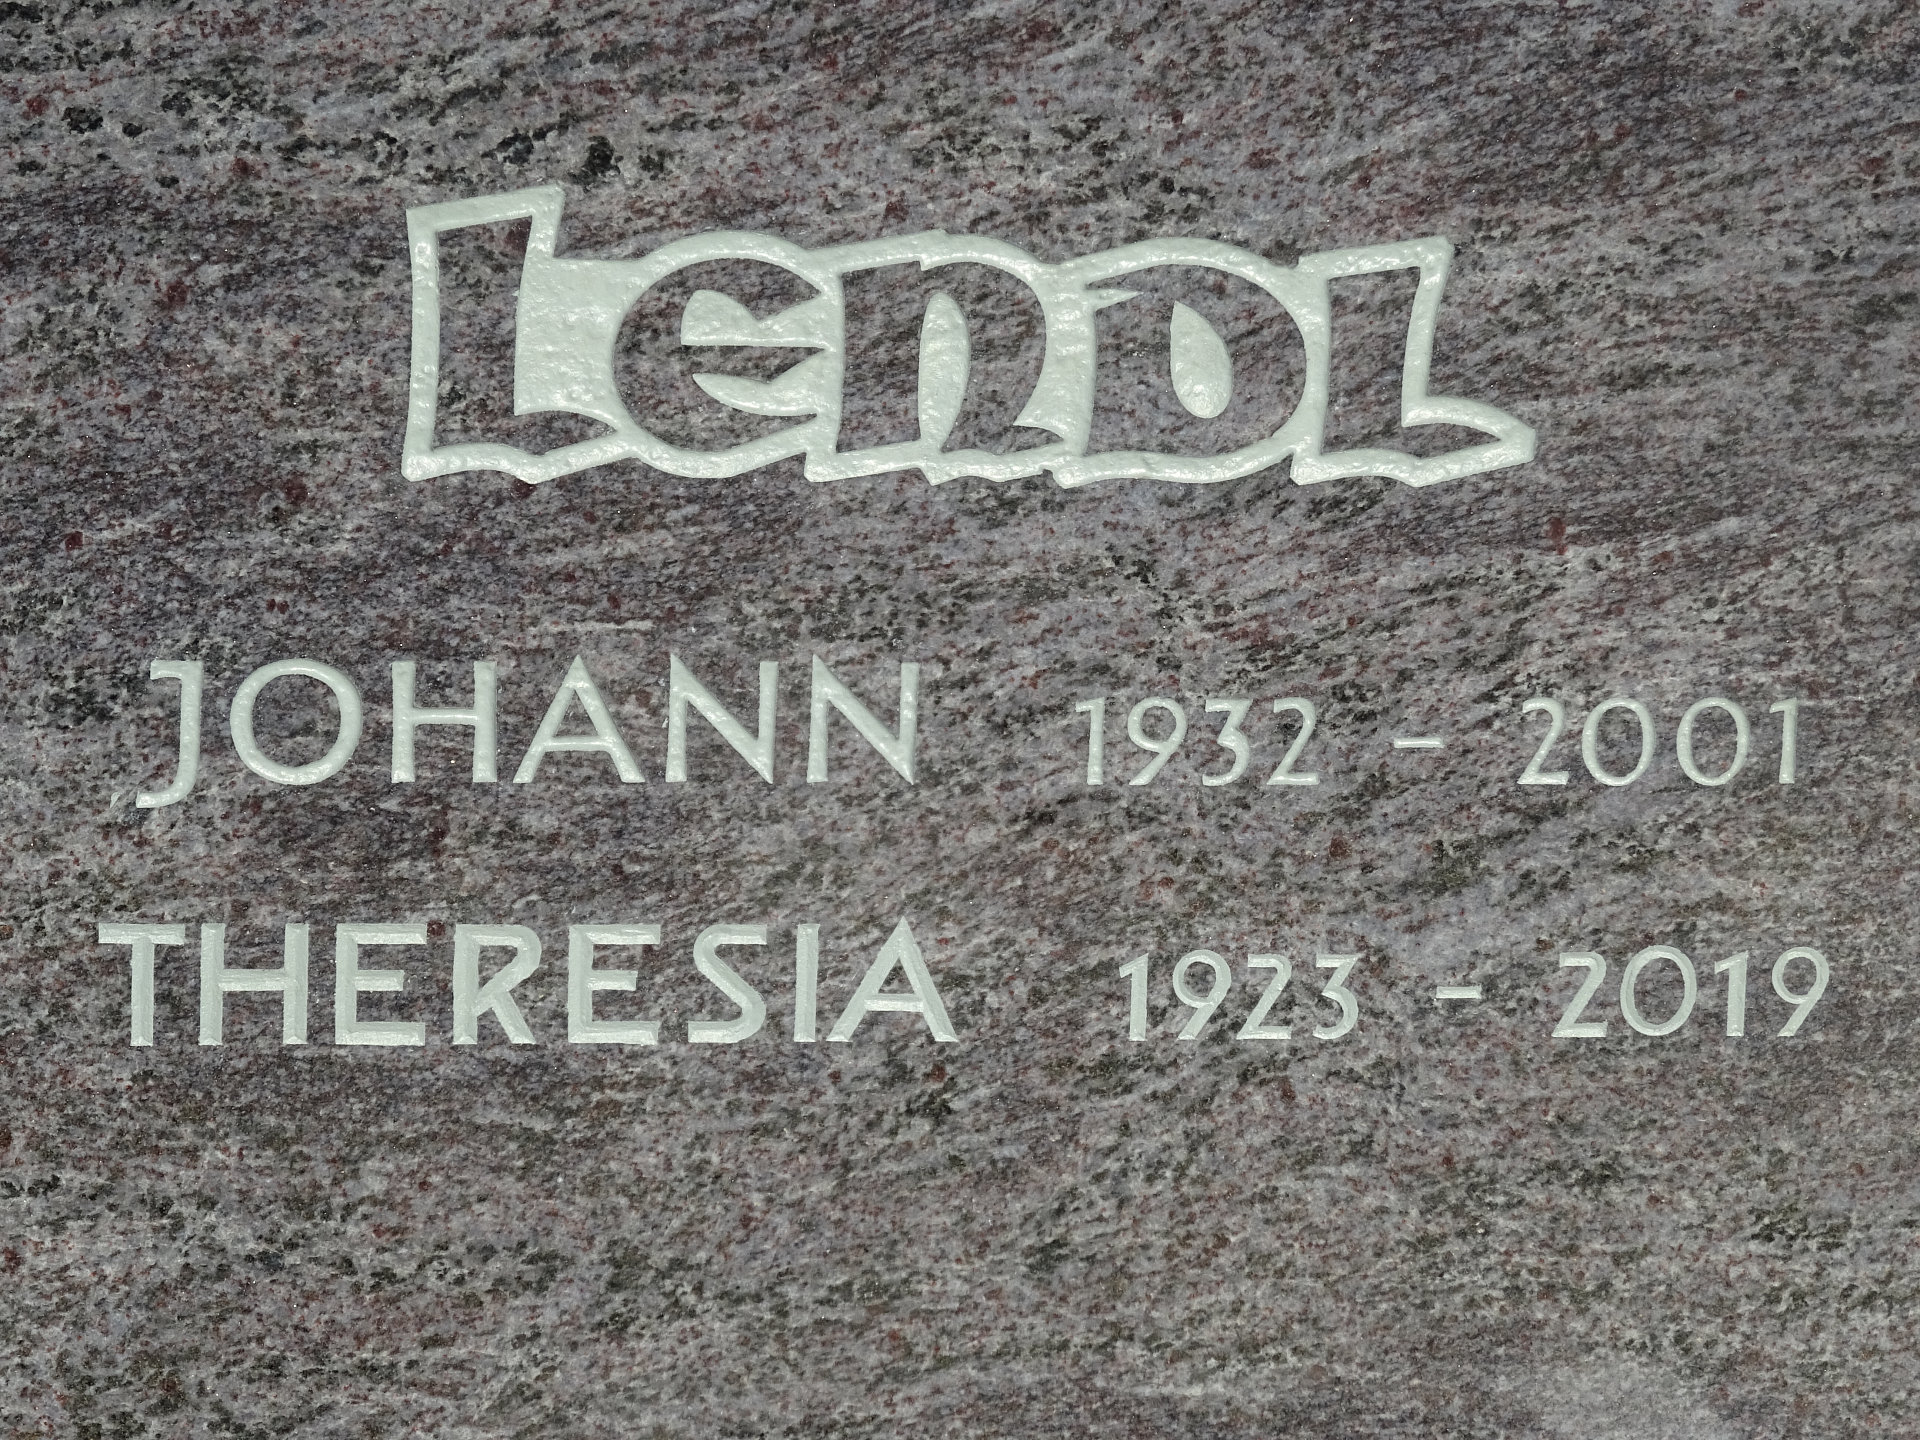 Lendl
JOHANN 1932 - 2001
THERESIA 1923 - 2019